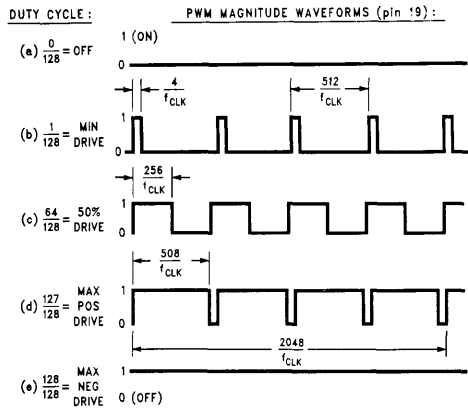 DUTY CYCLE: PWM MAGNITUDE WAVEFORMS (pin 19):
(a) 0/128 = OFF
1 (ON)
0
4/fCLK
512/fCLK
(b) 1/128 = MIN DRIVE
1
0
256/fCLK
(c) 64/128 = 50% DRIVE
1
0
508/fCLK
(d) 127/128 = MAX POS DRIVE
1
0
2048/fCLK
(e) 128/128 = MAX NEG DRIVE
1
0 (OFF)